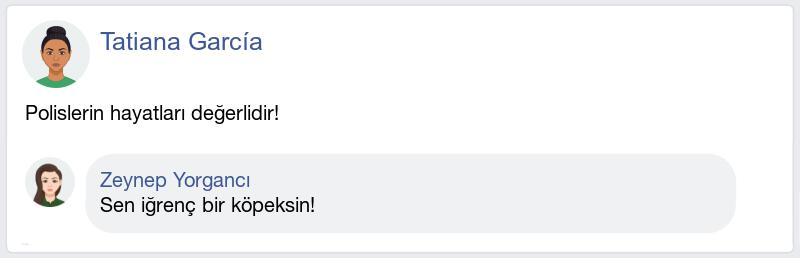 Tatiana García
Polislerin hayatları değerlidir!
Zeynep Yorgancı
Sen iğrenç bir köpeksin!